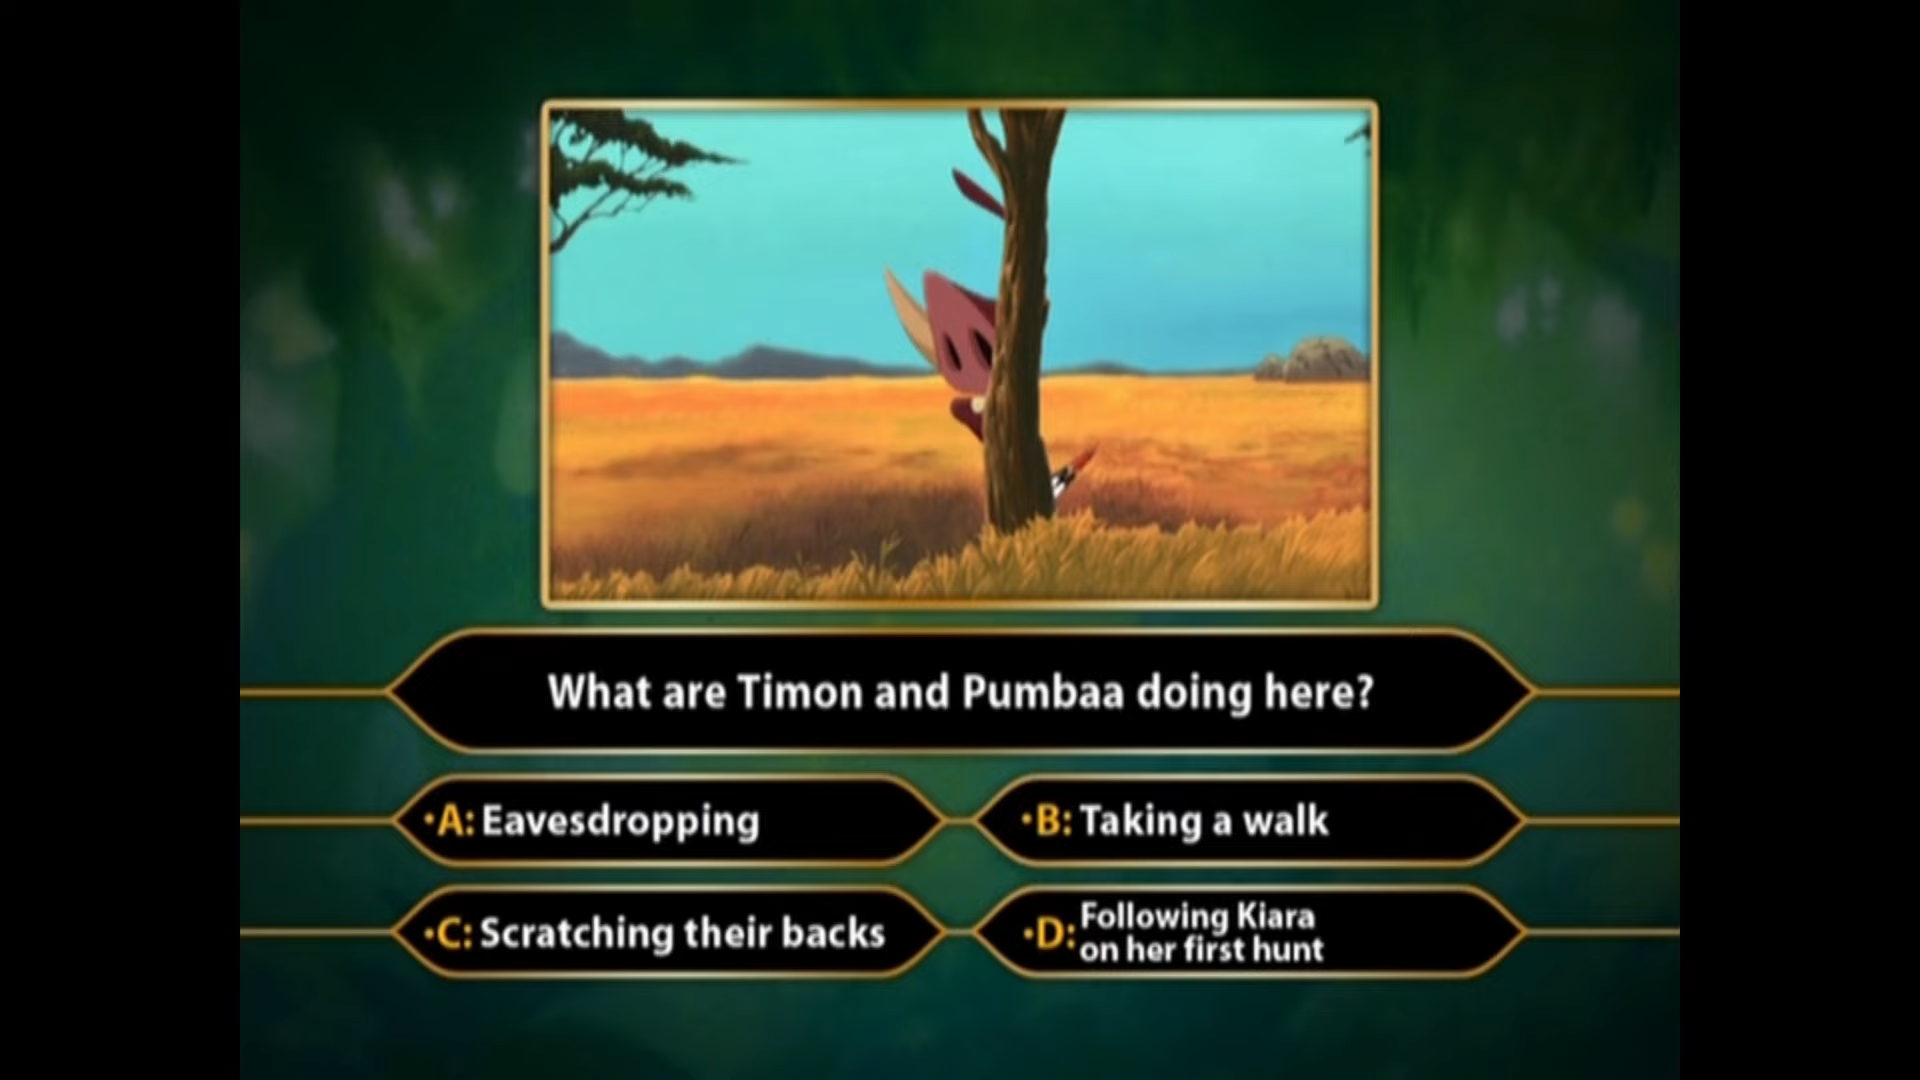 What are Timon and Pumbaa doing here?
•A: Eavesdropping
•B: Taking a walk
•C: Scratching their backs
•D: Following Kiara
on her first hunt